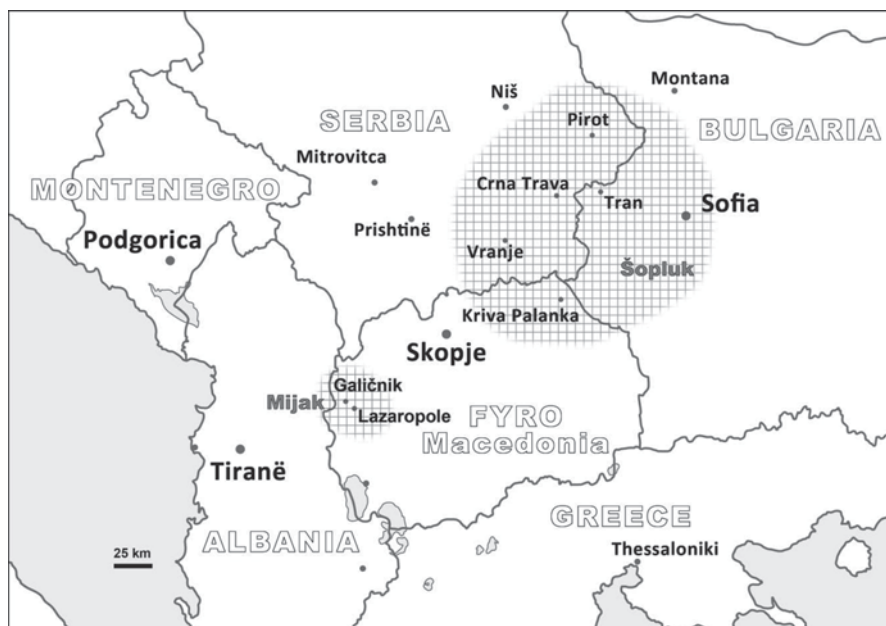 Montana
Niš
SERBIA
Pirot
BULGARIA
Mitrovitca
MONTENEGRO
Crna Trava
Tran
Sofia
Prishtinë
Podgorica
Vranje
Šopluk
Kriva Palanka
Skopje
Galičnik
Mijak
Lazaropole
FYRO
Macedonia
Tiranë
GREECE
ALBANIA
25 km
Thessaloniki